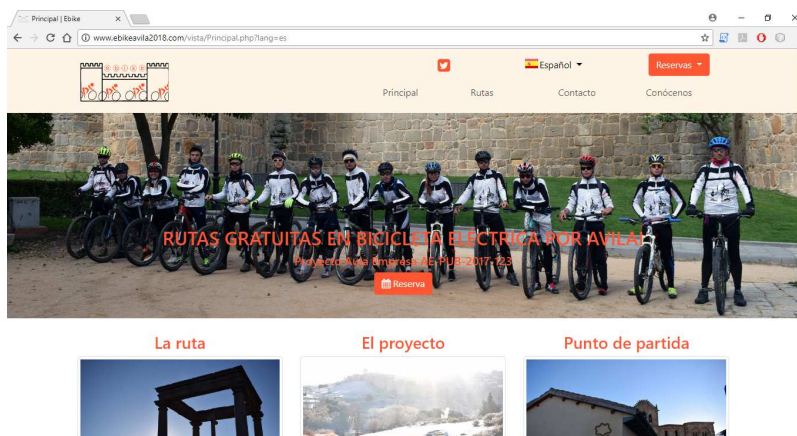 Principal | Ebike
www.ebikeavila2018.com/vista/Principal.php?lang=es
EBIKE
Español
Reservas
Principal Rutas Contacto Conócenos
RUTAS GRATUITAS EN BICICLETA ELECTRICA POR AVILA!
Proyecto Aula Empresa AE-PUB-2017-123
Reserva
La ruta El proyecto Punto de partida